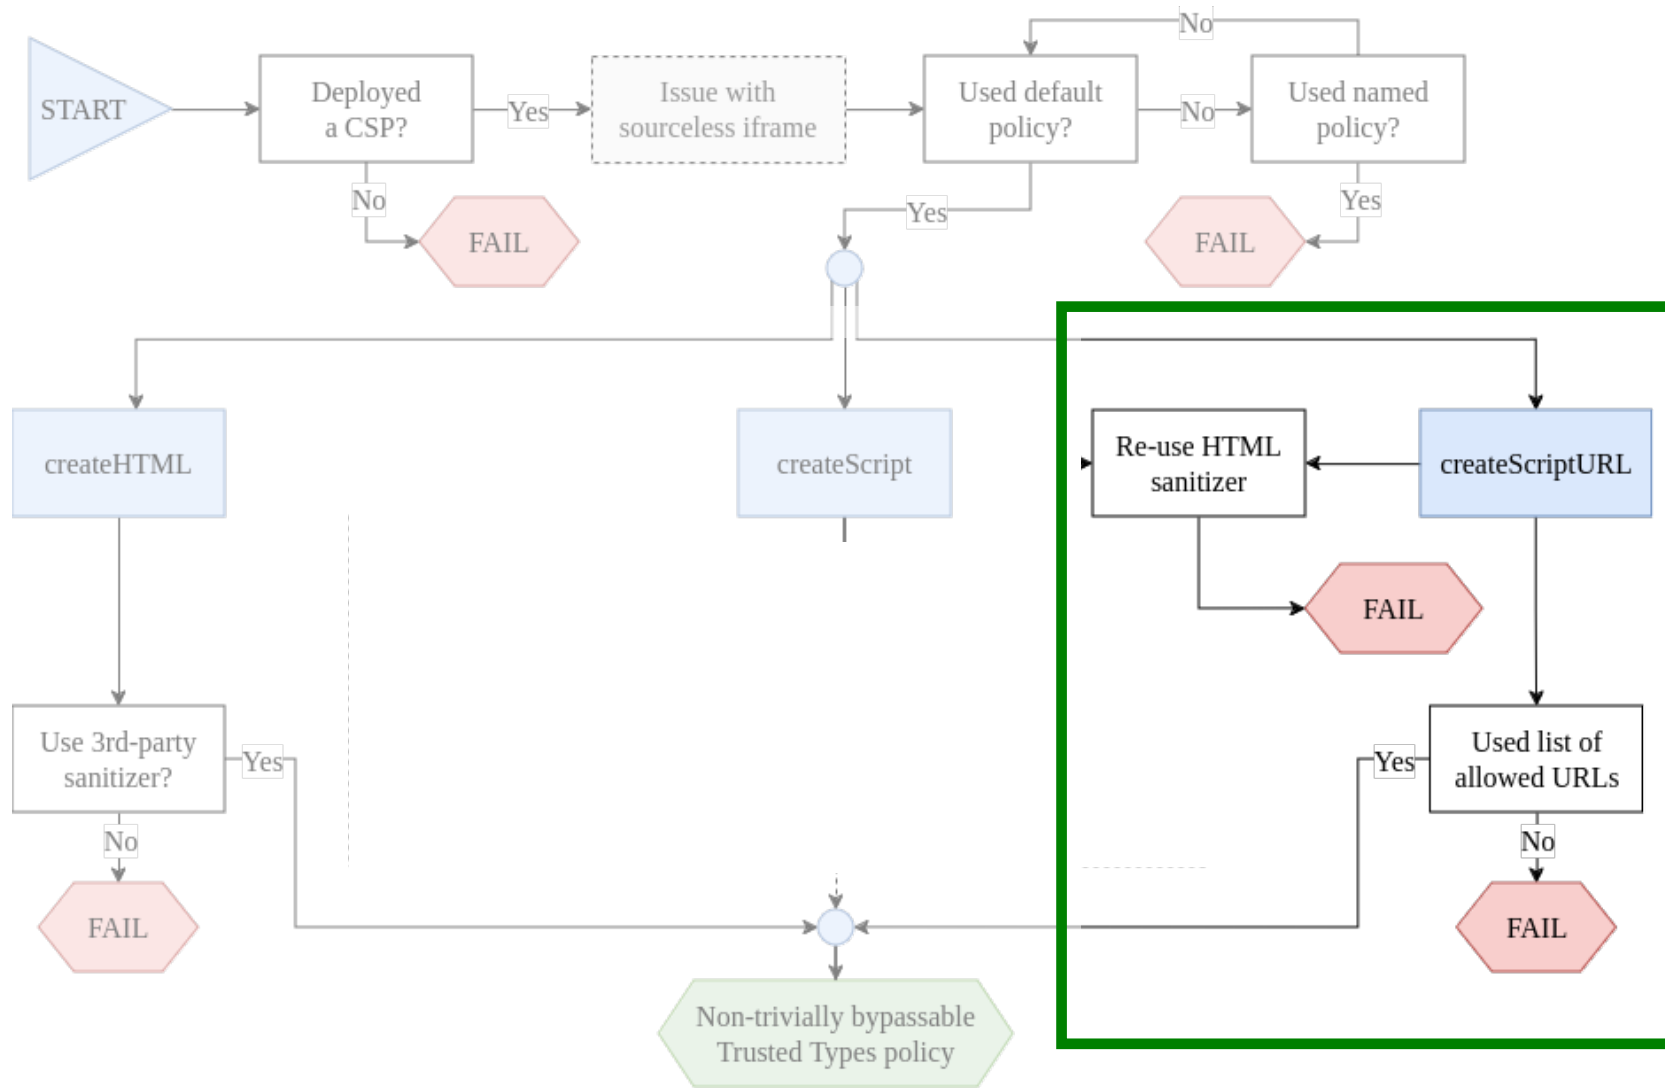 No
START
Deployed
a CSP?
Yes
Issue with
sourceless iframe
Used default
policy?
No
Used named
policy?
No
FAIL
Yes
Yes
FAIL
createHTML
createScript
Re-use HTML
sanitizer
createScriptURL
FAIL
Use 3rd-party
sanitizer?
Yes
Yes
Used list of
allowed URLs
No
No
FAIL
FAIL
Non-trivially bypassable
Trusted Types policy